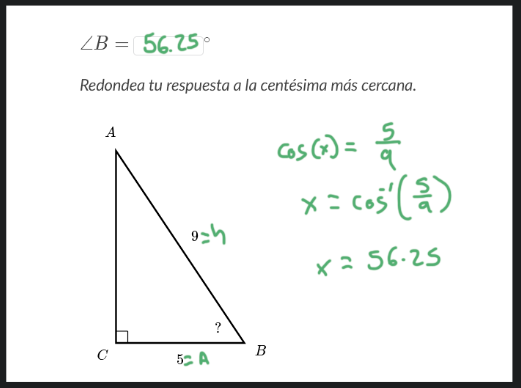 ∠B = 56.25°
Redondea tu respuesta a la centésima más cercana.
A
cos(x) = 5/9
x = cos⁻¹(5/9)
9 = h
x = 56.25
?
C
5 = A
B